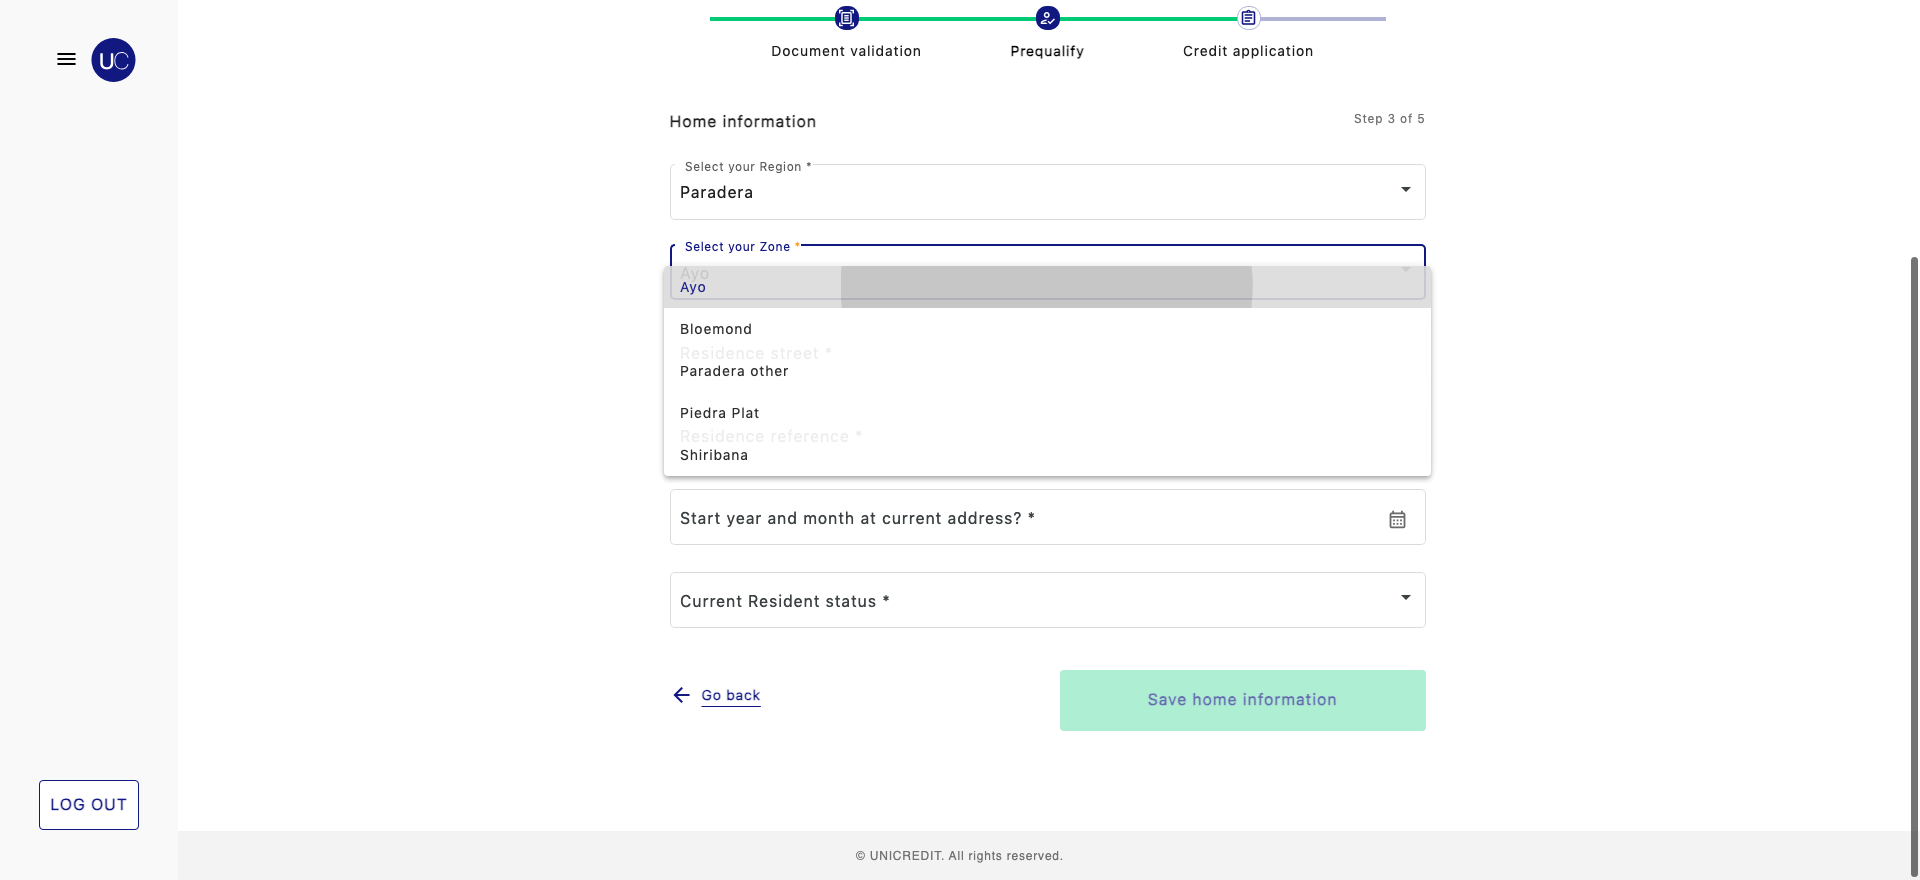 UC
Document validation
Prequalify
Credit application
Home information
Step 3 of 5
Select your Region *
Paradera
Select your Zone *
Ayo
Ayo
Bloemond
Residence street *
Paradera other
Piedra Plat
Residence reference *
Shiribana
Start year and month at current address? *
Current Resident status *
Go back
Save home information
LOG OUT
© UNICREDIT. All rights reserved.